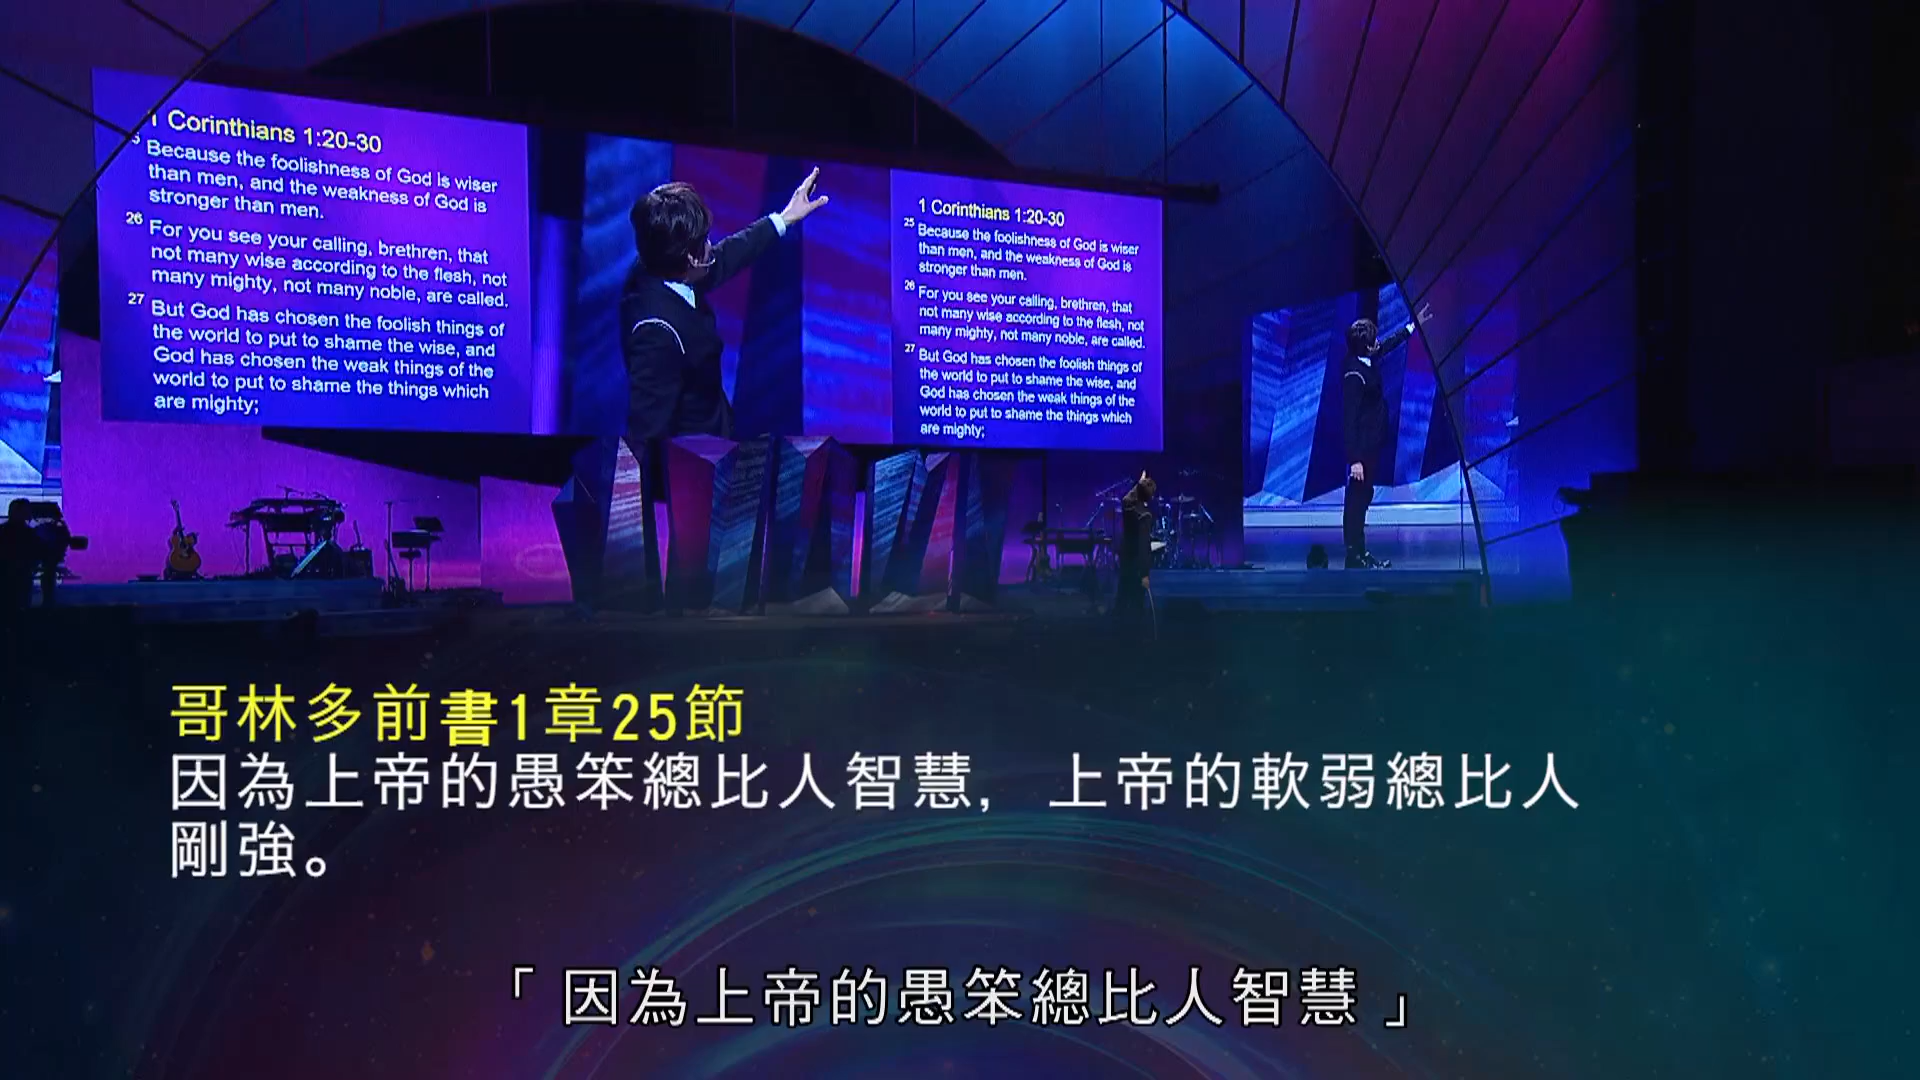 1 Corinthians 1:20-30
Because the foolishness of God is wiser
than men, and the weakness of God is
stronger than men.
26 For you see your calling, brethren, that
not many wise according to the flesh, not
many mighty, not many noble, are called.
27 But God has chosen the foolish things of
the world to put to shame the wise, and
God has chosen the weak things of the
world to put to shame the things which
are mighty;
1 Corinthians 1:20-30
25 Because the foolishness of God is wiser
than men, and the weakness of God is
stronger than men.
26 For you see your calling, brethren, that
not many wise according to the flesh, not
many mighty, not many noble, are called.
27 But God has chosen the foolish things of
the world to put to shame the wise, and
God has chosen the weak things of the
world to put to shame the things which
are mighty;
哥林多前書1章25節
因為上帝的愚笨總比人智慧, 上帝的軟弱總比人
剛強。
「因為上帝的愚笨總比人智慧」